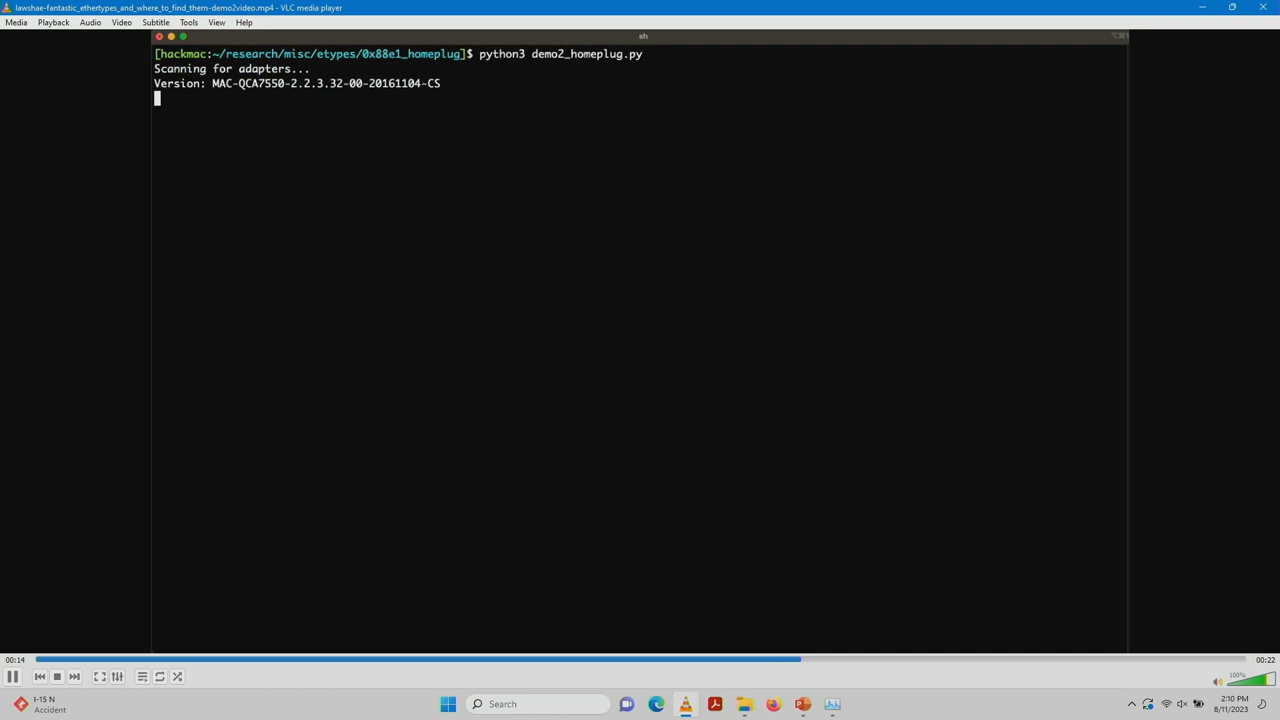 lawshae-fantastic_ethertypes_and_where_to_find_them-demo2video.mp4 - VLC media player
Media Playback Audio Video Subtitle Tools View Help
sh
[hackmac:~/research/misc/etypes/0x88e1_homeplug]$ python3 demo2_homeplug.py
Scanning for adapters...
Version: MAC-QCA7550-2.2.3.32-00-20161104-CS
00:14
00:22
100%
I-15 N
Accident
Search
2:10 PM
8/11/2023